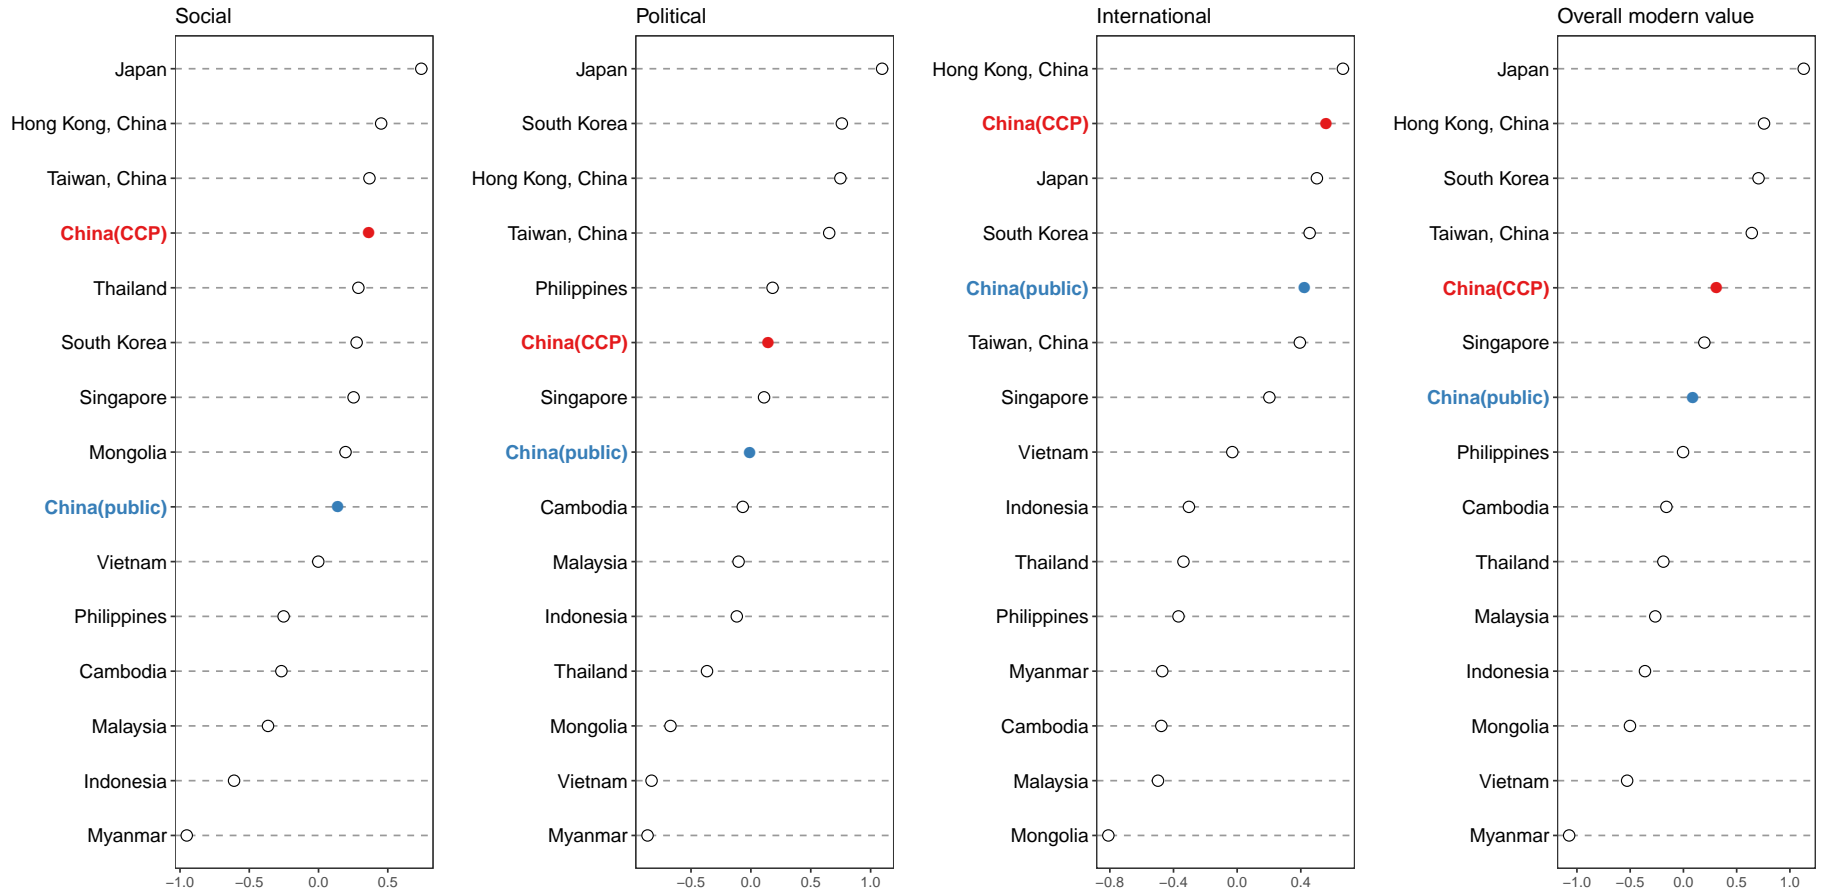 Social
Japan
Hong Kong, China
Taiwan, China
China(CCP)
Thailand
South Korea
Singapore
Mongolia
China(public)
Vietnam
Philippines
Cambodia
Malaysia
Indonesia
Myanmar
−1.0 −0.5 0.0 0.5
Political
Japan
South Korea
Hong Kong, China
Taiwan, China
Philippines
China(CCP)
Singapore
China(public)
Cambodia
Malaysia
Indonesia
Thailand
Mongolia
Vietnam
Myanmar
−0.5 0.0 0.5 1.0
International
Hong Kong, China
China(CCP)
Japan
South Korea
China(public)
Taiwan, China
Singapore
Vietnam
Indonesia
Thailand
Philippines
Myanmar
Cambodia
Malaysia
Mongolia
−0.8 −0.4 0.0 0.4
Overall modern value
Japan
Hong Kong, China
South Korea
Taiwan, China
China(CCP)
Singapore
China(public)
Philippines
Cambodia
Thailand
Malaysia
Indonesia
Mongolia
Vietnam
Myanmar
−1.0 −0.5 0.0 0.5 1.0